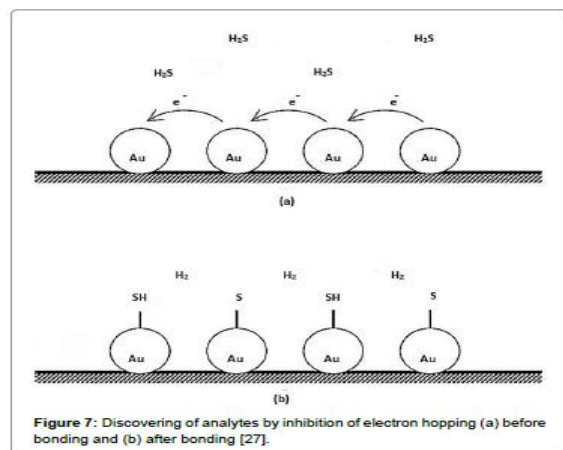 H₂S H₂S
H₂S H₂S
e⁻ e⁻ e⁻
Au Au Au Au
(a)
H₂ H₂ H₂
SH S SH S
Au Au Au Au
(b)
Figure 7: Discovering of analytes by inhibition of electron hopping (a) before
bonding and (b) after bonding [27].